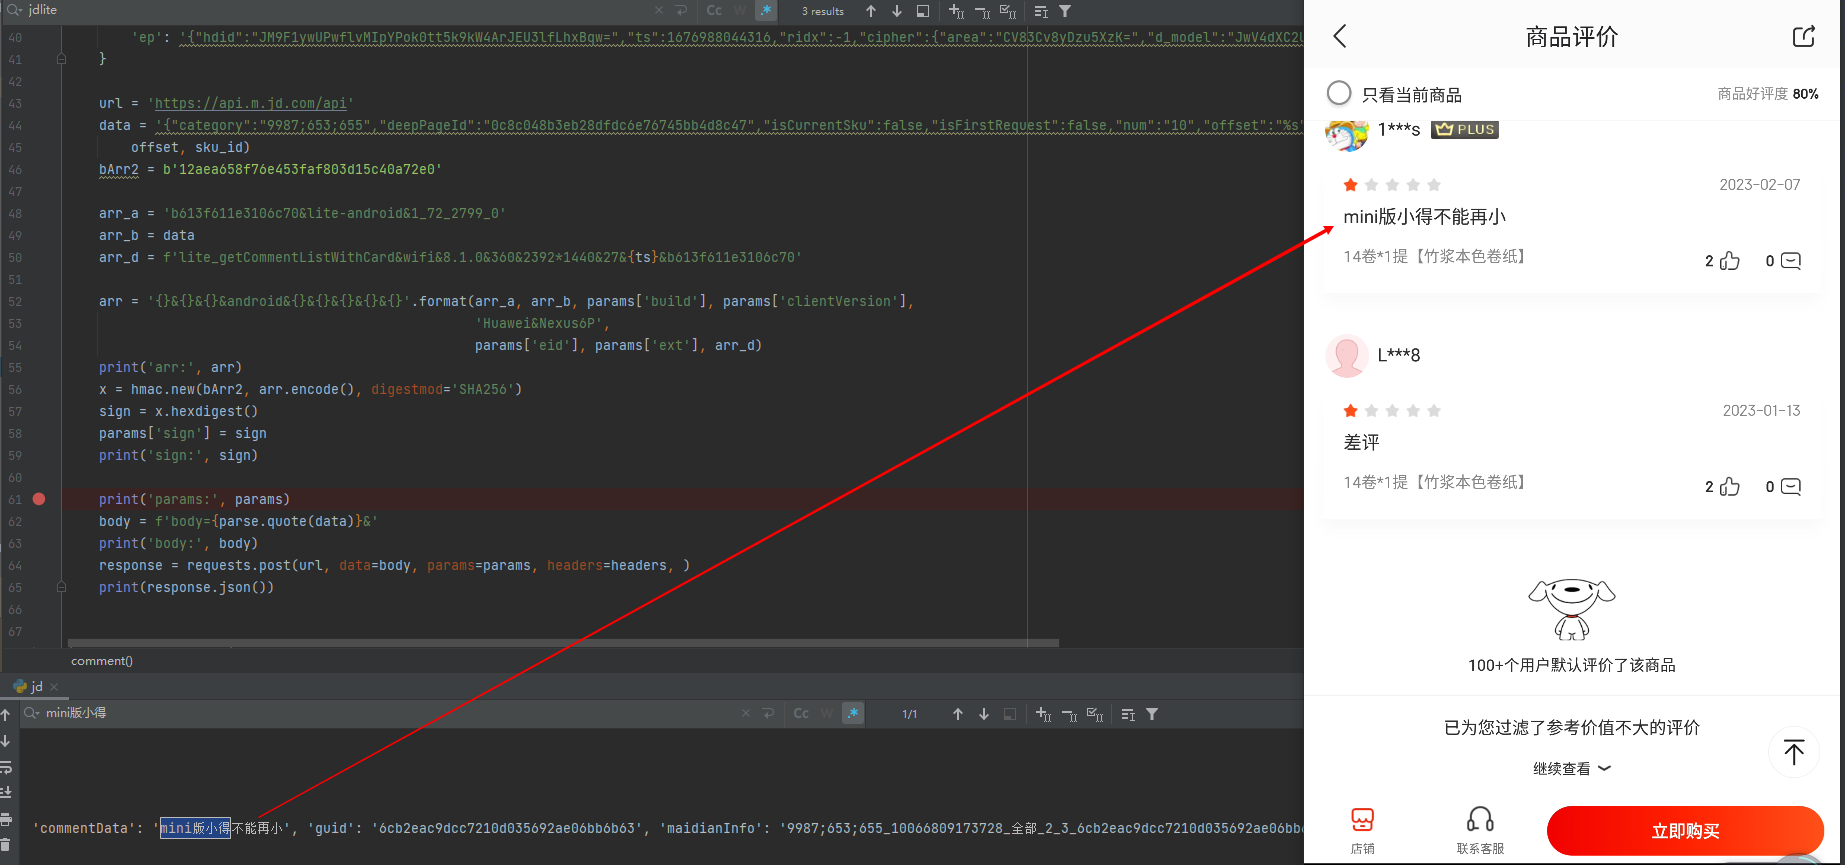 jdlite
Cc W .* 3 results
40 'ep': '{"hdid":"JM9F1ywUPwflvMIpYPok0tt5k9kW4ArJEU3lfLhxBqw=","ts":1676988044316,"ridx":-1,"cipher":{"area":"CV83Cv8yDzu5XzK=","d_model":"JwV4dXC2U
41 }
42
43 url = 'https://api.m.jd.com/api'
44 data = '{"category":"9987;653;655","deepPageId":"0c8c048b3eb28dfdc6e76745bb4d8c47","isCurrentSku":false,"isFirstRequest":false,"num":"10","offset":"%s"
45 offset, sku_id)
46 bArr2 = b'12aea658f76e453faf803d15c40a72e0'
47
48 arr_a = 'b613f611e3106c70&lite-android&1_72_2799_0'
49 arr_b = data
50 arr_d = f'lite_getCommentListWithCard&wifi&8.1.0&360&2392*1440&27&{ts}&b613f611e3106c70'
51
52 arr = '{}&{}&{}&android&{}&{}&{}&{}&{}'.format(arr_a, arr_b, params['build'], params['clientVersion'],
53 'Huawei&Nexus6P',
54 params['eid'], params['ext'], arr_d)
55 print('arr:', arr)
56 x = hmac.new(bArr2, arr.encode(), digestmod='SHA256')
57 sign = x.hexdigest()
58 params['sign'] = sign
59 print('sign:', sign)
60
61 print('params:', params)
62 body = f'body={parse.quote(data)}&'
63 print('body:', body)
64 response = requests.post(url, data=body, params=params, headers=headers, )
65 print(response.json())
66
67
comment()
jd
mini版小得
Cc W .* 1/1
'commentData': 'mini版小得不能再小', 'guid': '6cb2eac9dcc7210d035692ae06bb6b63', 'maidianInfo': '9987;653;655_10066809173728_全部_2_3_6cb2eac9dcc7210d035692ae06bb
商品评价
只看当前商品
商品好评度 80%
1***s PLUS
2023-02-07
mini版小得不能再小
14卷*1提【竹浆本色卷纸】
2 0
L***8
2023-01-13
差评
14卷*1提【竹浆本色卷纸】
2 0
100+个用户默认评价了该商品
已为您过滤了参考价值不大的评价
继续查看
店铺
联系客服
立即购买